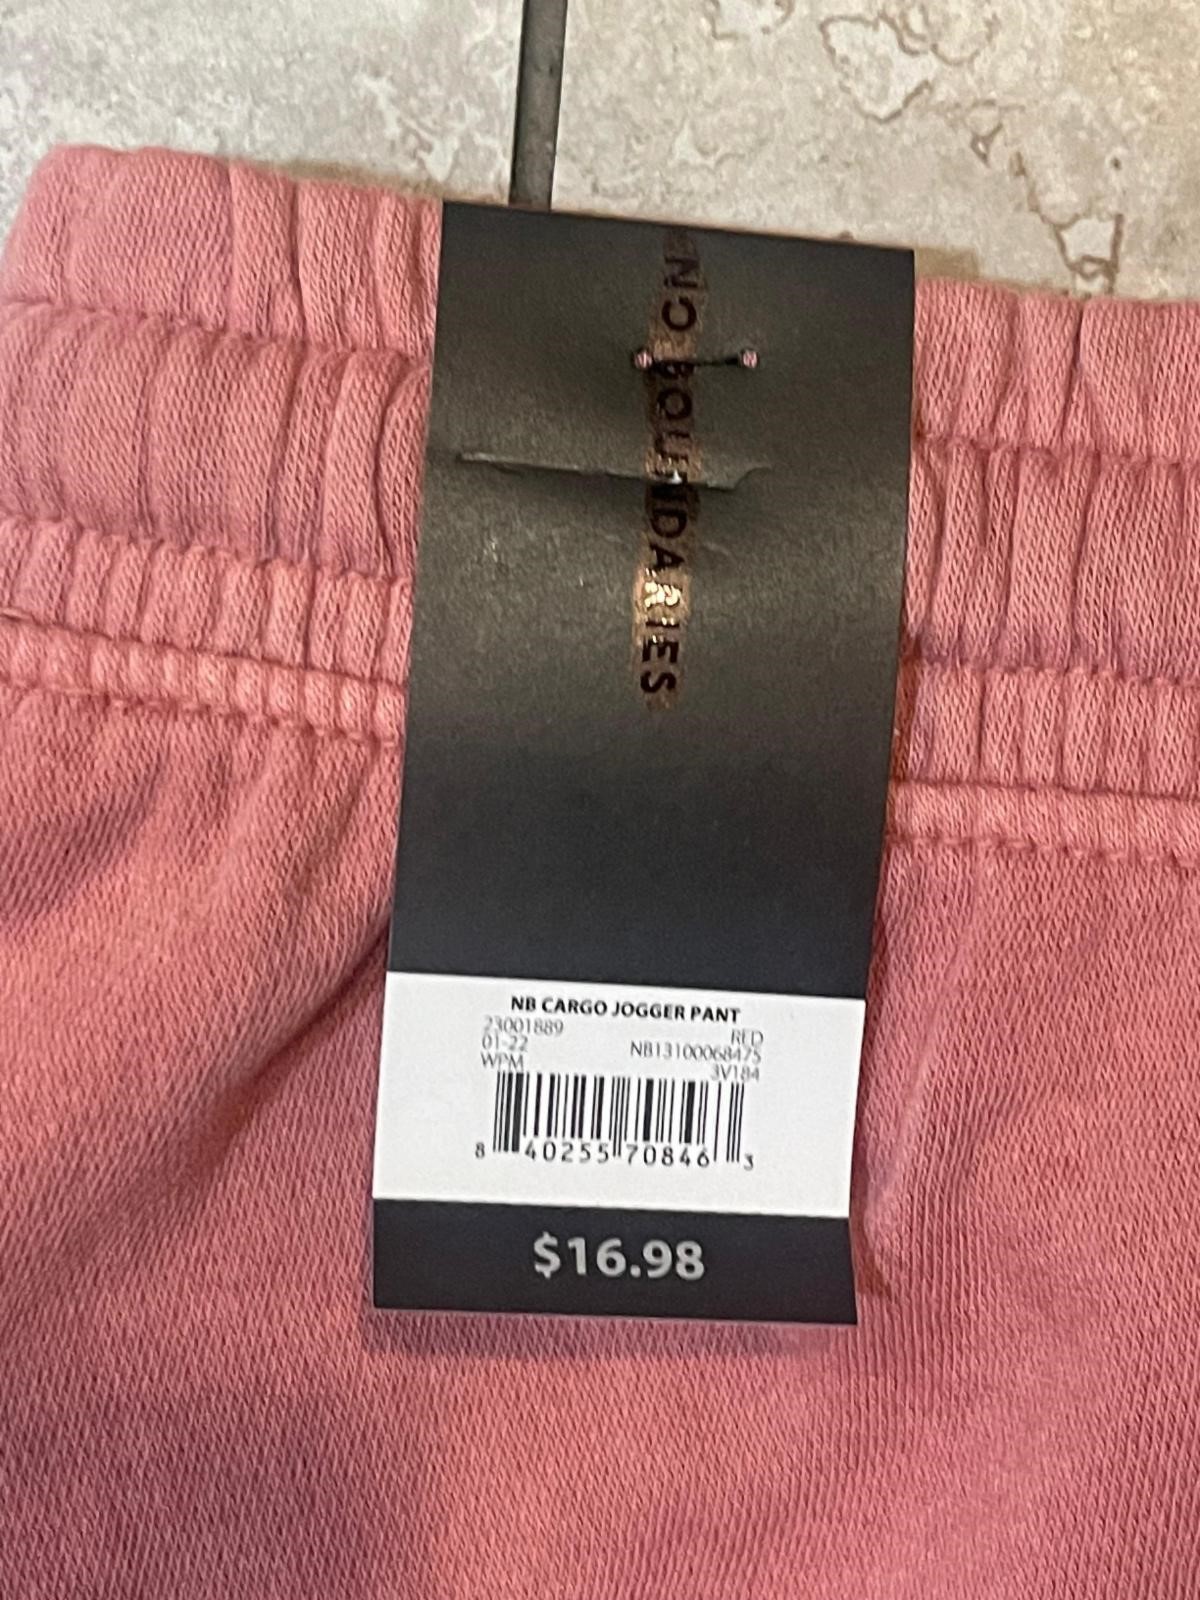 NO BOUNDARIES
NB CARGO JOGGER PANT
23001889 RED
01-22 NB13100068475
WPM 3V184
8 40255 70846 3
$16.98